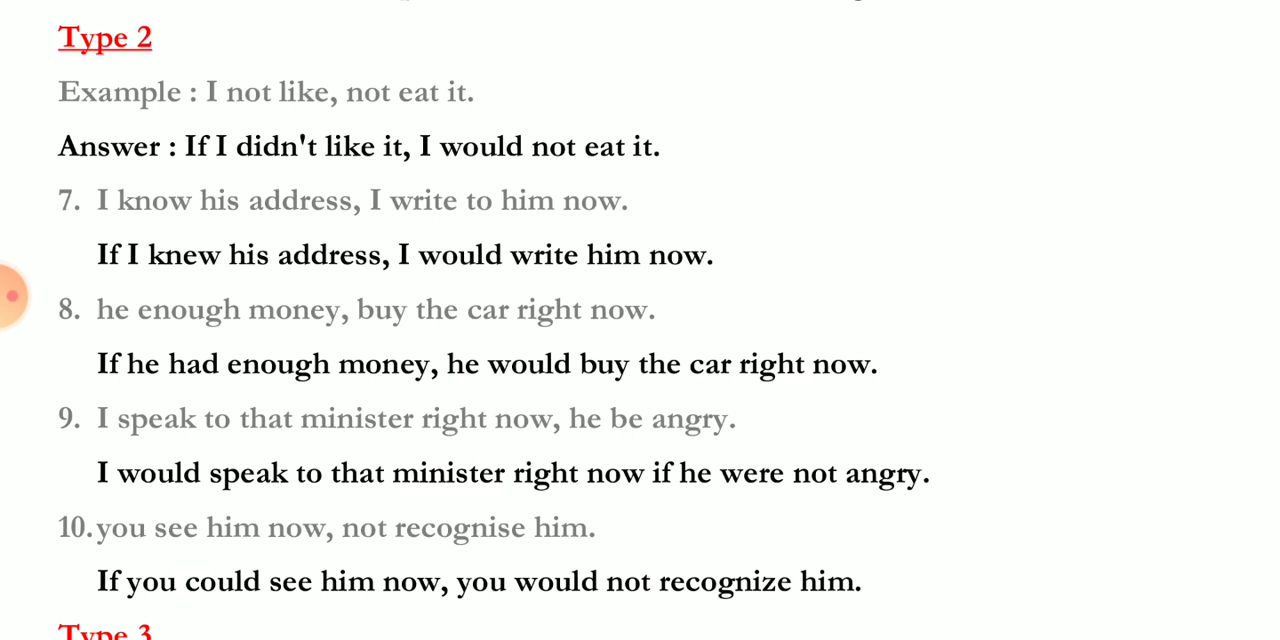 Type 2
Example : I not like, not eat it.
Answer : If I didn't like it, I would not eat it.
7. I know his address, I write to him now.
If I knew his address, I would write him now.
8. he enough money, buy the car right now.
If he had enough money, he would buy the car right now.
9. I speak to that minister right now, he be angry.
I would speak to that minister right now if he were not angry.
10. you see him now, not recognise him.
If you could see him now, you would not recognize him.
Type 3